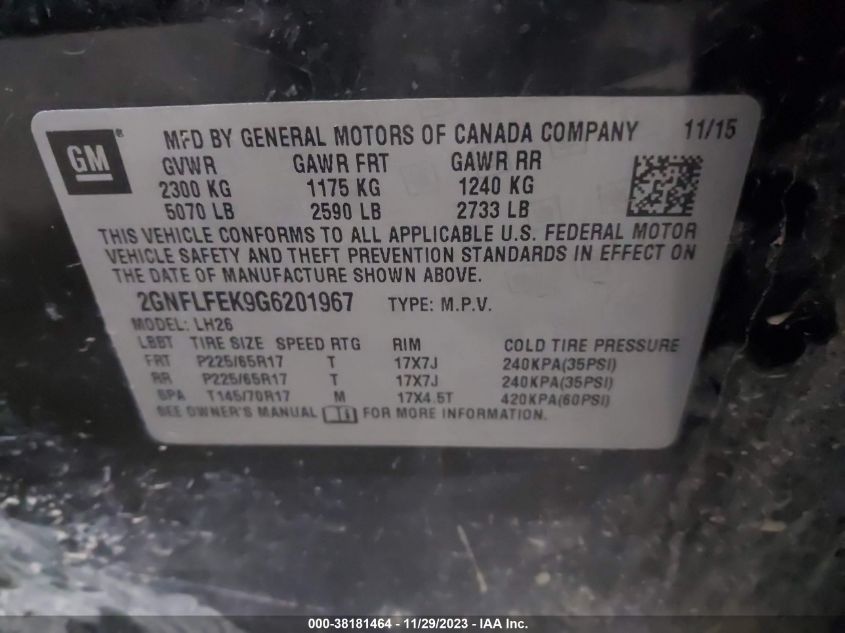 GM ® MFD BY GENERAL MOTORS OF CANADA COMPANY 11/15
GVWR GAWR FRT GAWR RR
2300 KG 1175 KG 1240 KG
5070 LB 2590 LB 2733 LB
THIS VEHICLE CONFORMS TO ALL APPLICABLE U.S. FEDERAL MOTOR
VEHICLE SAFETY AND THEFT PREVENTION STANDARDS IN EFFECT ON
THE DATE OF MANUFACTURE SHOWN ABOVE.
2GNFLFEK9G6201967 TYPE: M.P.V.
MODEL: LH26
LBBT TIRE SIZE SPEED RTG RIM COLD TIRE PRESSURE
FRT P225/65R17 T 17X7J 240KPA(35PSI)
RR P225/65R17 T 17X7J 240KPA(35PSI)
SPA T145/70R17 M 17X4.5T 420KPA(60PSI)
SEE OWNER'S MANUAL FOR MORE INFORMATION.
000-38181464 - 11/29/2023 - IAA Inc.